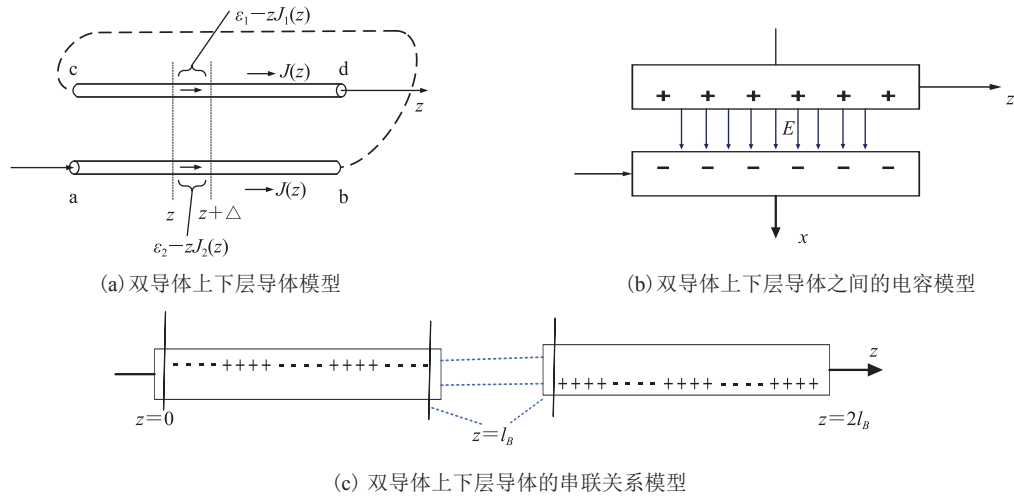 ε₁−zJ₁(z)
c
J(z)
d
z
a
J(z)
b
z
z+△
ε₂−zJ₂(z)
(a)双导体上下层导体模型
+ + + + + +
z
E
− − − − − −
x
(b)双导体上下层导体之间的电容模型
- - - - ++++ - - - - ++++ - - - -
++++ - - - - ++++ - - - - ++++
z
z=0
z=l_B
z=2l_B
(c) 双导体上下层导体的串联关系模型